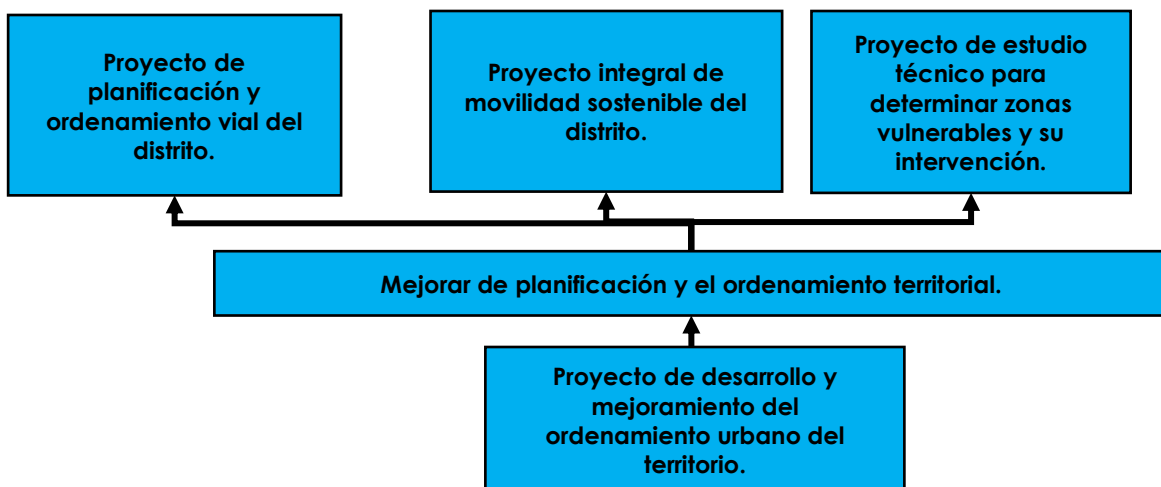 Proyecto de
planificación y
ordenamiento vial del
distrito.
Proyecto integral de
movilidad sostenible del
distrito.
Proyecto de estudio
técnico para
determinar zonas
vulnerables y su
intervención.
Mejorar de planificación y el ordenamiento territorial.
Proyecto de desarrollo y
mejoramiento del
ordenamiento urbano del
territorio.